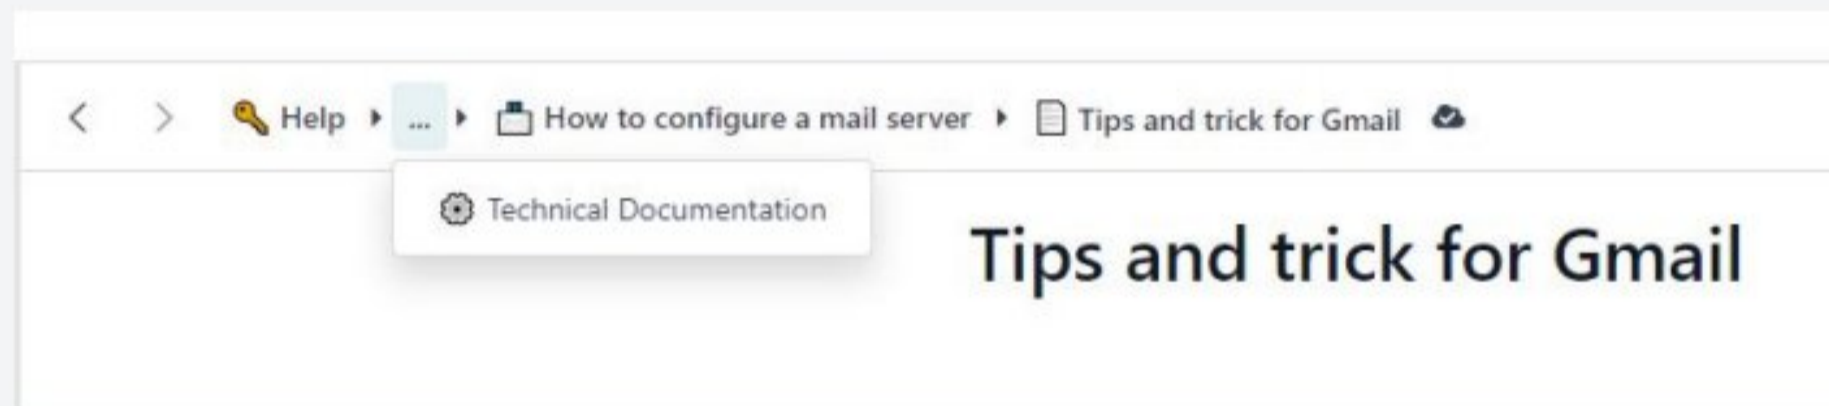 Help ... How to configure a mail server Tips and trick for Gmail
Technical Documentation
Tips and trick for Gmail